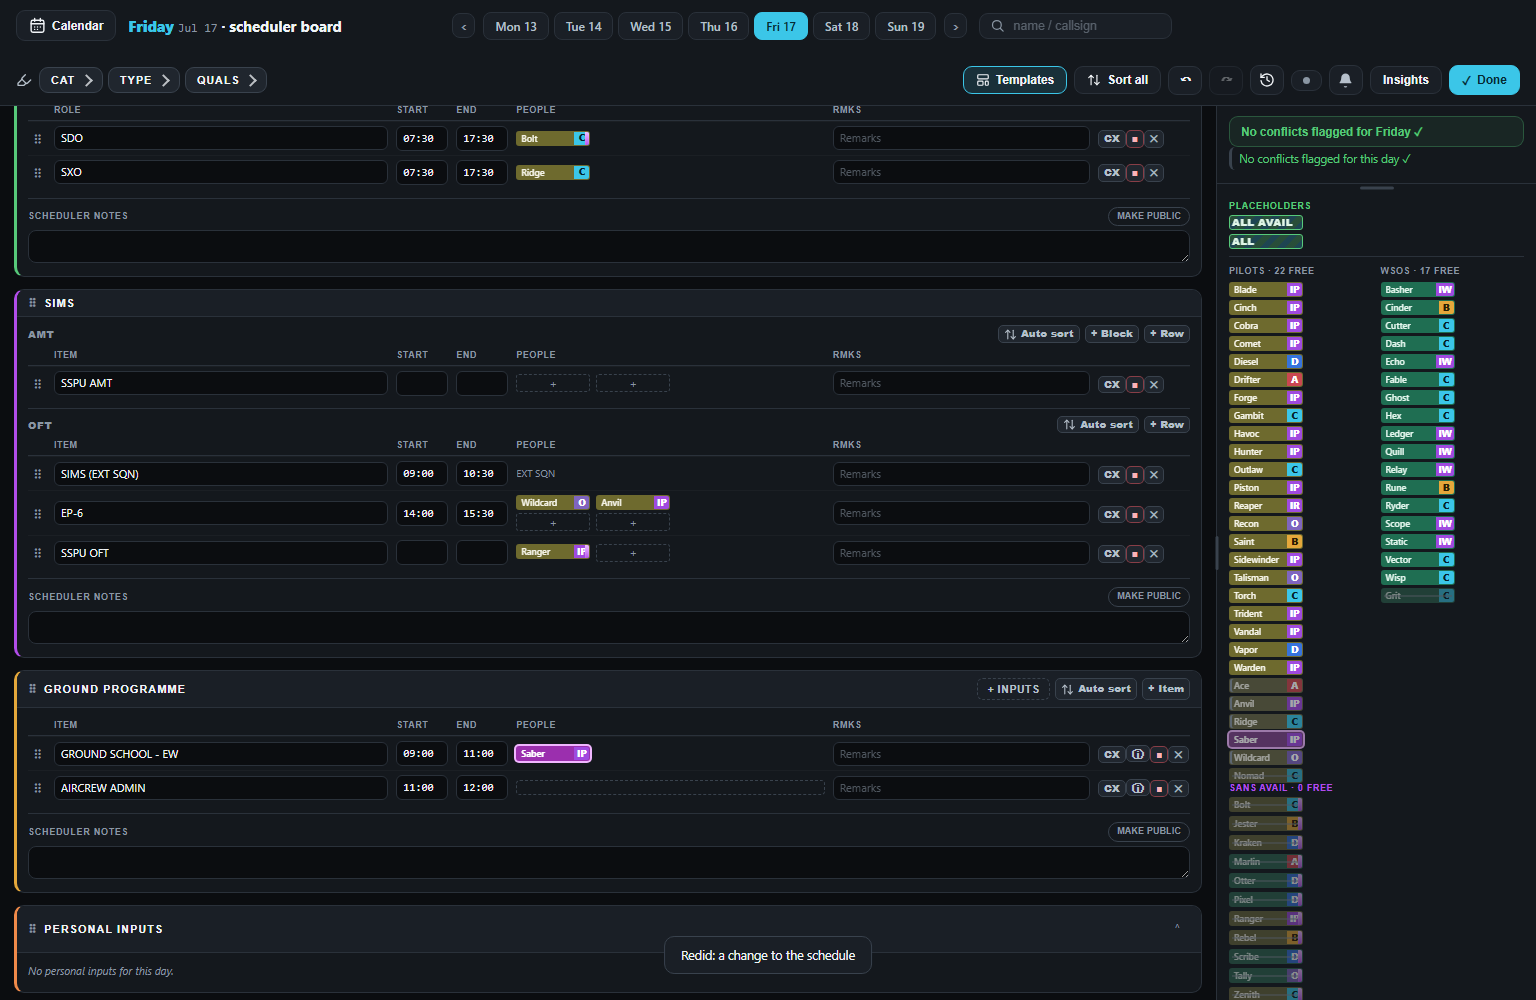 Calendar
Friday Jul 17 · scheduler board
‹ Mon 13 Tue 14 Wed 15 Thu 16 Fri 17 Sat 18 Sun 19 ›
name / callsign
CAT TYPE QUALS
Templates Sort all Insights ✓ Done
ROLE START END PEOPLE RMKS
SDO 07:30 17:30 Bolt C Remarks CX
SXO 07:30 17:30 Ridge C Remarks CX
SCHEDULER NOTES MAKE PUBLIC
SIMS
AMT Auto sort + Block + Row
ITEM START END PEOPLE RMKS
SSPU AMT + + Remarks CX
OFT Auto sort + Row
ITEM START END PEOPLE RMKS
SIMS (EXT SQN) 09:00 10:30 EXT SQN Remarks CX
EP-6 14:00 15:30 Wildcard O Anvil IP Remarks CX
+ +
SSPU OFT Ranger IP + Remarks CX
SCHEDULER NOTES MAKE PUBLIC
GROUND PROGRAMME + INPUTS Auto sort + Item
ITEM START END PEOPLE RMKS
GROUND SCHOOL - EW 09:00 11:00 Saber IP Remarks CX
AIRCREW ADMIN 11:00 12:00 Remarks CX
SCHEDULER NOTES MAKE PUBLIC
PERSONAL INPUTS
No personal inputs for this day.
Redid: a change to the schedule
No conflicts flagged for Friday ✓
No conflicts flagged for this day ✓
PLACEHOLDERS
ALL AVAIL
ALL
PILOTS · 22 FREE
Blade IP
Cinch IP
Cobra IP
Comet IP
Diesel D
Drifter A
Forge IP
Gambit C
Havoc IP
Hunter IP
Outlaw C
Piston IP
Reaper IR
Recon O
Saint B
Sidewinder IP
Talisman O
Torch C
Trident IP
Vandal IP
Vapor D
Warden IP
Ace A
Anvil IP
Ridge C
Saber IP
Wildcard O
Nomad C
WSOS · 17 FREE
Basher IW
Cinder B
Cutter C
Dash C
Echo IW
Fable C
Ghost C
Hex C
Ledger IW
Quill IW
Relay IW
Rune B
Ryder C
Scope IW
Static IW
Vector C
Wisp C
Grit C
SANS AVAIL · 0 FREE
Bolt C
Jester B
Kraken D
Marlin A
Otter D
Pixel D
Ranger IP
Rebel B
Scribe D
Tally O
Zenith C